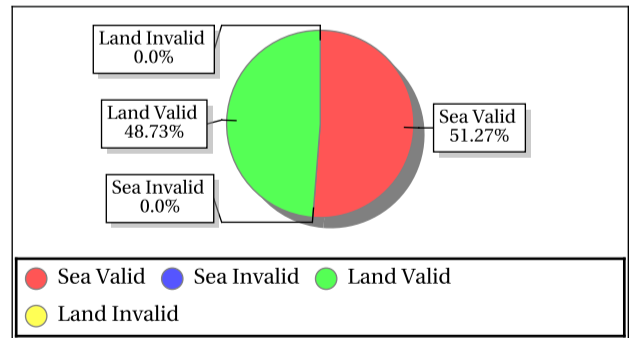 Land Invalid
0.0%
Land Valid
48.73%
Sea Valid
51.27%
Sea Invalid
0.0%
Sea Valid Sea Invalid Land Valid
Land Invalid